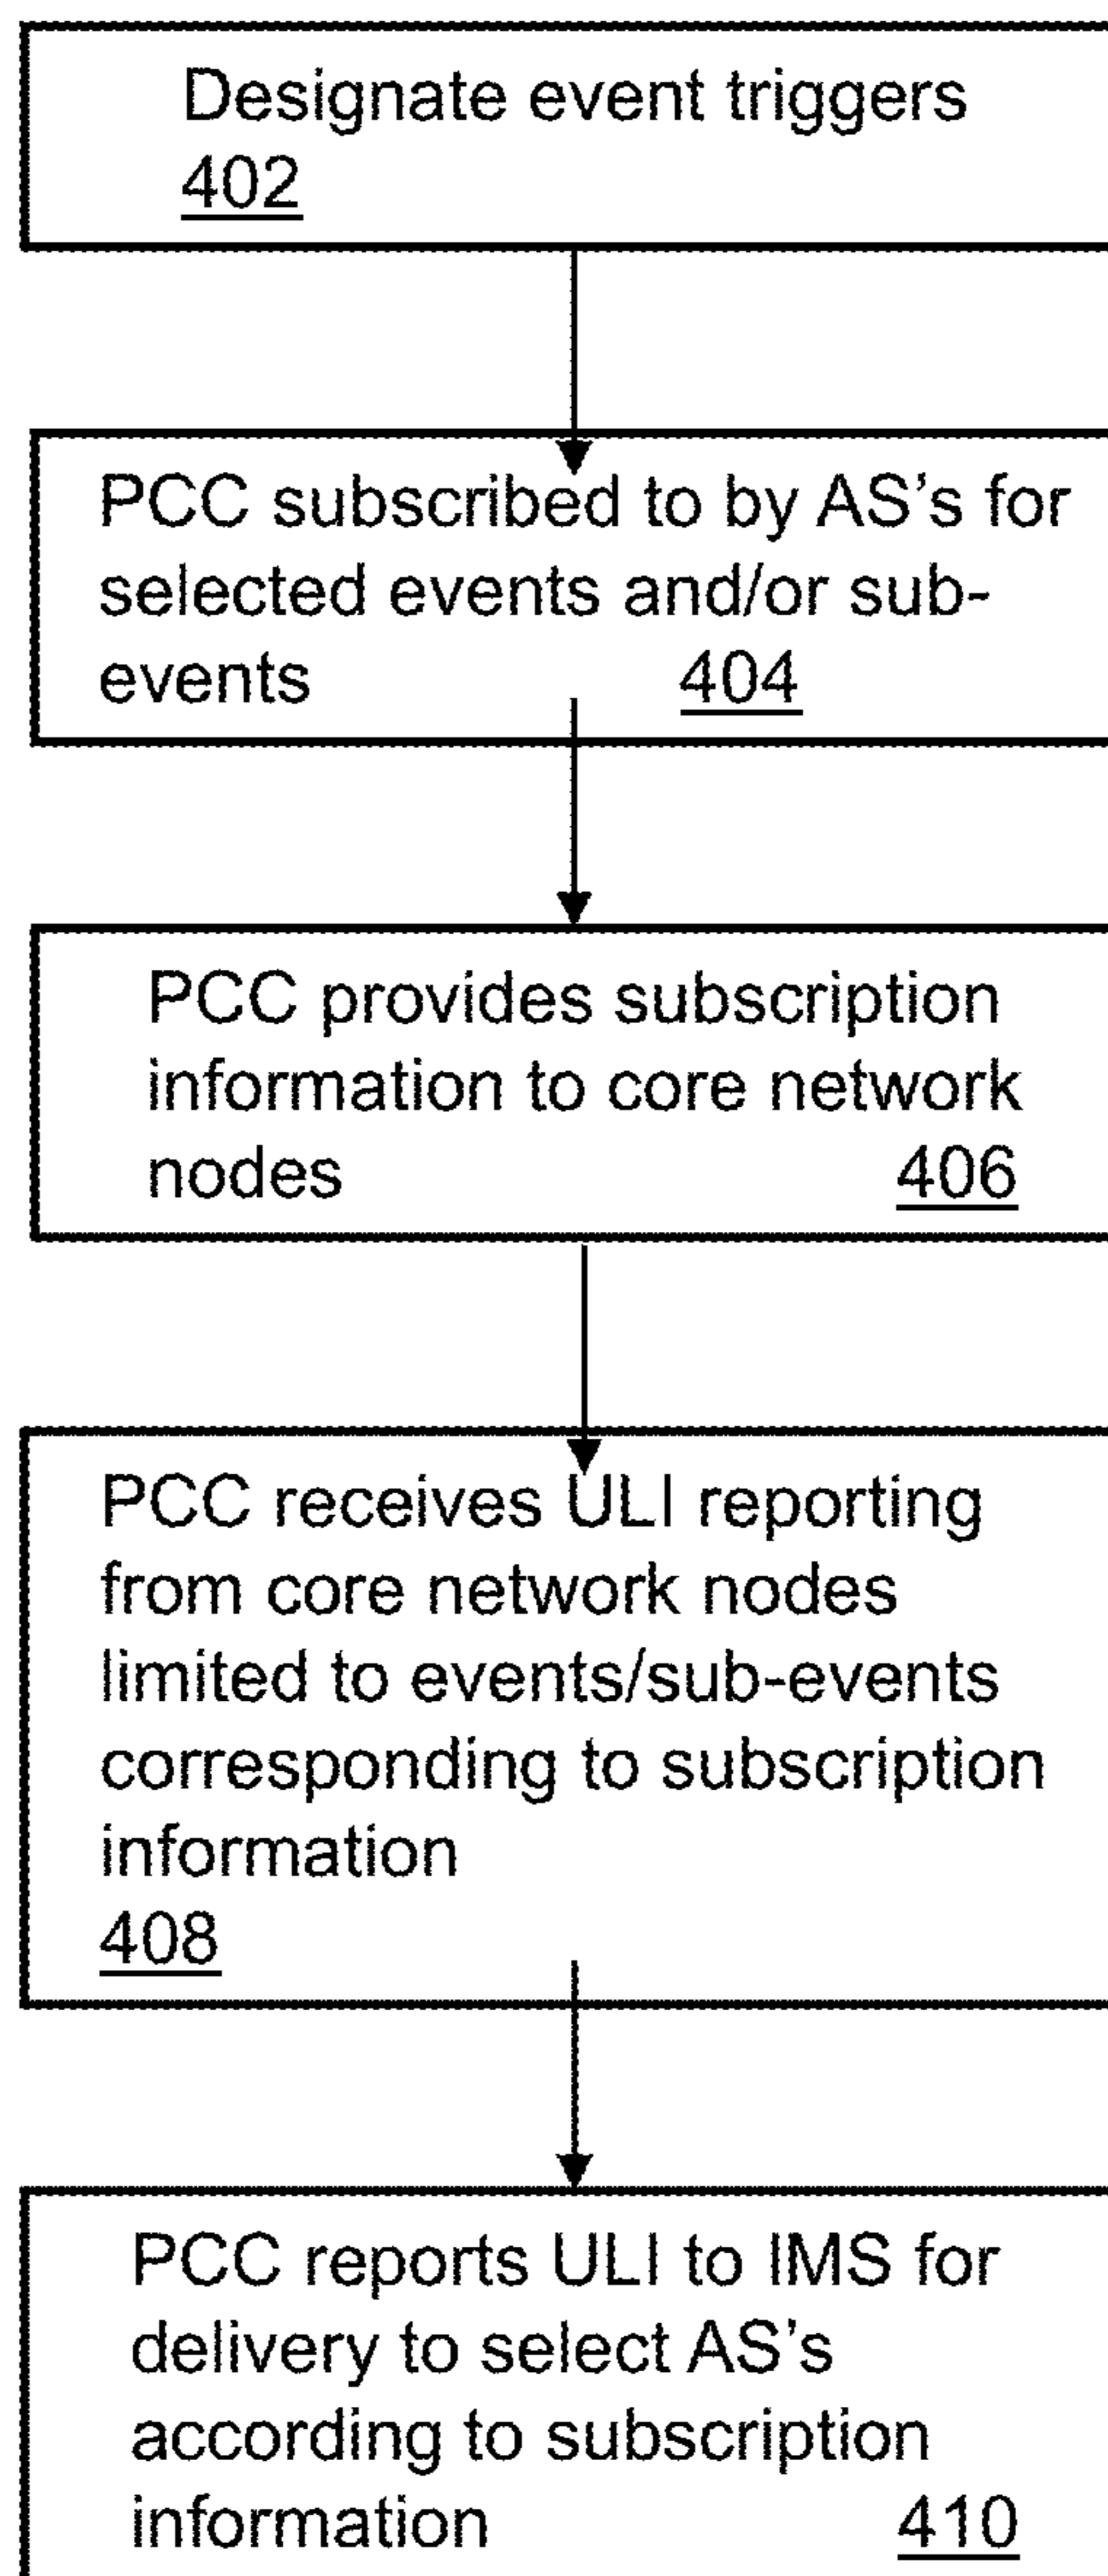 Designate event triggers
402
PCC subscribed to by AS’s for
selected events and/or sub-
events 404
PCC provides subscription
information to core network
nodes 406
PCC receives ULI reporting
from core network nodes
limited to events/sub-events
corresponding to subscription
information
408
PCC reports ULI to IMS for
delivery to select AS’s
according to subscription
information 410